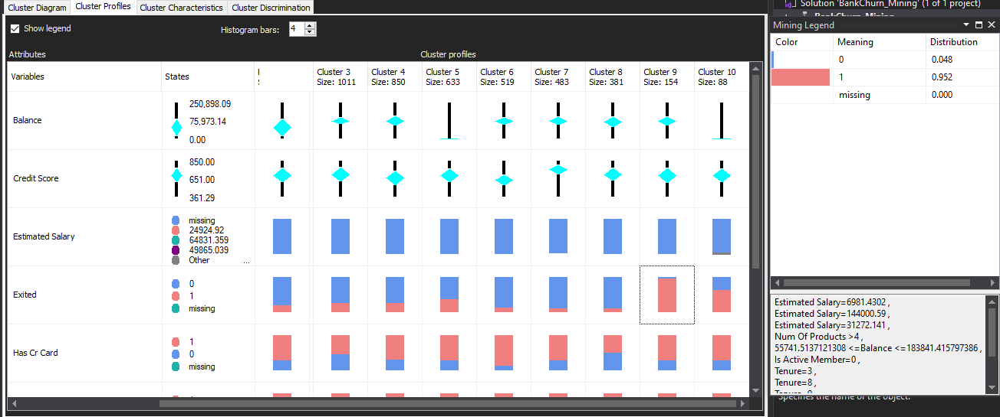 Cluster Diagram Cluster Profiles Cluster Characteristics Cluster Discrimination
Show legend
Histogram bars: 4
Attributes Cluster profiles
Variables States Cluster 3 Cluster 4 Cluster 5 Cluster 6 Cluster 7 Cluster 8 Cluster 9 Cluster 10
Size: 1011 Size: 850 Size: 633 Size: 519 Size: 483 Size: 381 Size: 154 Size: 88
Balance
250,898.09
75,973.14
0.00
Credit Score
850.00
651.00
361.29
Estimated Salary
missing
24924.92
64831.359
49865.039
Other ...
Exited
0
1
missing
Has Cr Card
1
0
missing
Solution 'BankChurn_Mining' (1 of 1 project)
BankChurn_Mining
Mining Legend
Color Meaning Distribution
0 0.048
1 0.952
missing 0.000
Estimated Salary=6981.4302 ,
Estimated Salary=144000.59 ,
Estimated Salary=31272.141 ,
Num Of Products >4 ,
55741.5137121308 <=Balance <=183841.415797386 ,
Is Active Member=0 ,
Tenure=3 ,
Tenure=8 ,
Specifies the name of the object.